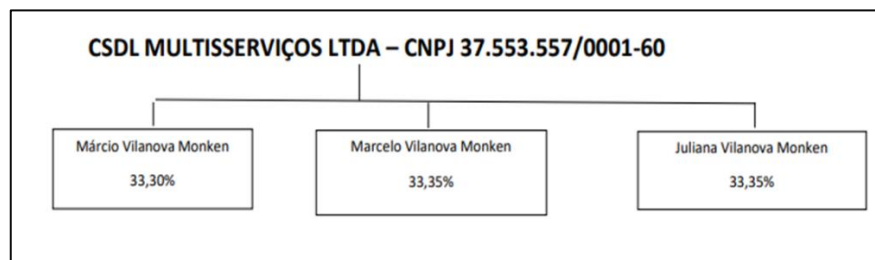 CSDL MULTISSERVIÇOS LTDA – CNPJ 37.553.557/0001-60
Márcio Vilanova Monken
33,30%
Marcelo Vilanova Monken
33,35%
Juliana Vilanova Monken
33,35%